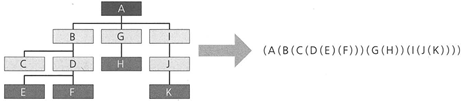 A
B G I
C D H J
E F K
(A(B(C(D(E)(F)))(G(H))(I(J(K))))